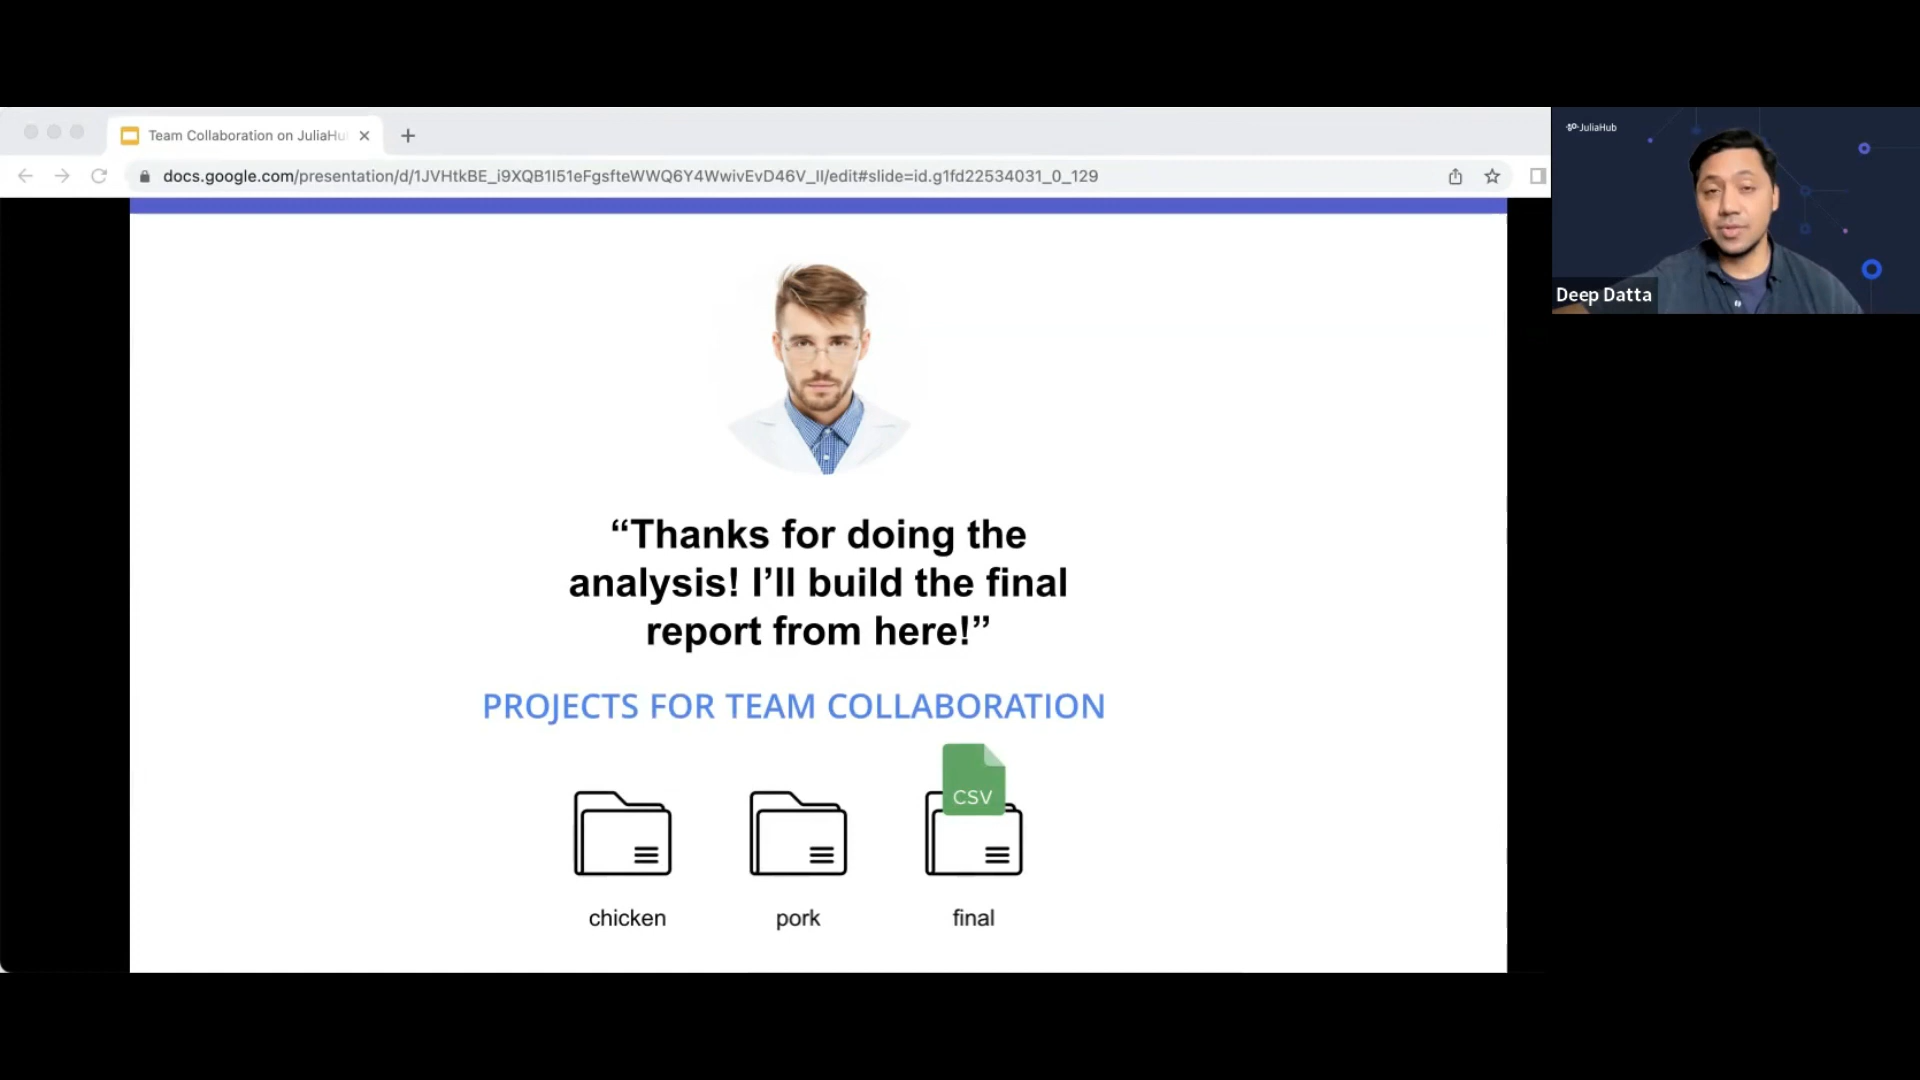 Team Collaboration on JuliaHu
docs.google.com/presentation/d/1JVHtkBE_i9XQB1I51eFgsfteWWQ6Y4WwivEvD46V_II/edit#slide=id.g1fd22534031_0_129
JuliaHub
Deep Datta
“Thanks for doing the
analysis! I’ll build the final
report from here!”
PROJECTS FOR TEAM COLLABORATION
CSV
chicken
pork
final